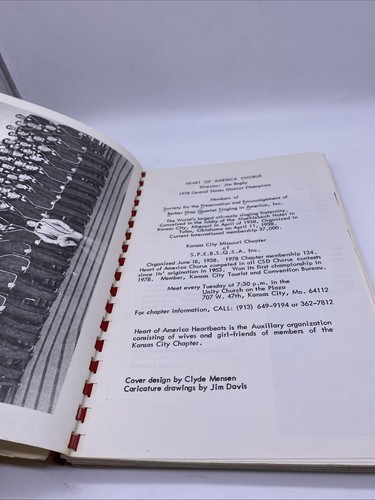 HEART OF AMERICA CHORUS
Director: Jim Bagby
1978 Central States District Champions
Members of
Society for the Preservation and Encouragement of
Barber Shop Quartet Singing in America, Inc.
The World's largest all-male singing fraternity.
Conceived in the lobby of the Muehlebach Hotel in
Kansas City, Missouri in April of 1938, Organized in
Tulsa, Oklahoma on April 11, 1938.
Current International membership 37,000.
Kansas City Missouri Chapter
of
S.P.E.B.S.Q.S.A. Inc.
Organized June 18, 1938. 1978 Chapter membership 134.
Heart of America Chorus competed in all CSD Chorus contests
since its' origination in 1953. Won its first championship in
1978. Member, Kansas City Tourist and Convention Bureau.
Meet every Tuesday at 7:30 p.m. in the
Unity Church on the Plaza
707 W. 47th, Kansas City, Mo. 64112
For chapter information, CALL: (913) 649-9194 or 362-7812
Heart of America Heartbeats is the Auxiliary organization
consisting of wives and girl-friends of members of the
Kansas City Chapter.
Cover design by Clyde Mensen
Caricature drawings by Jim Davis